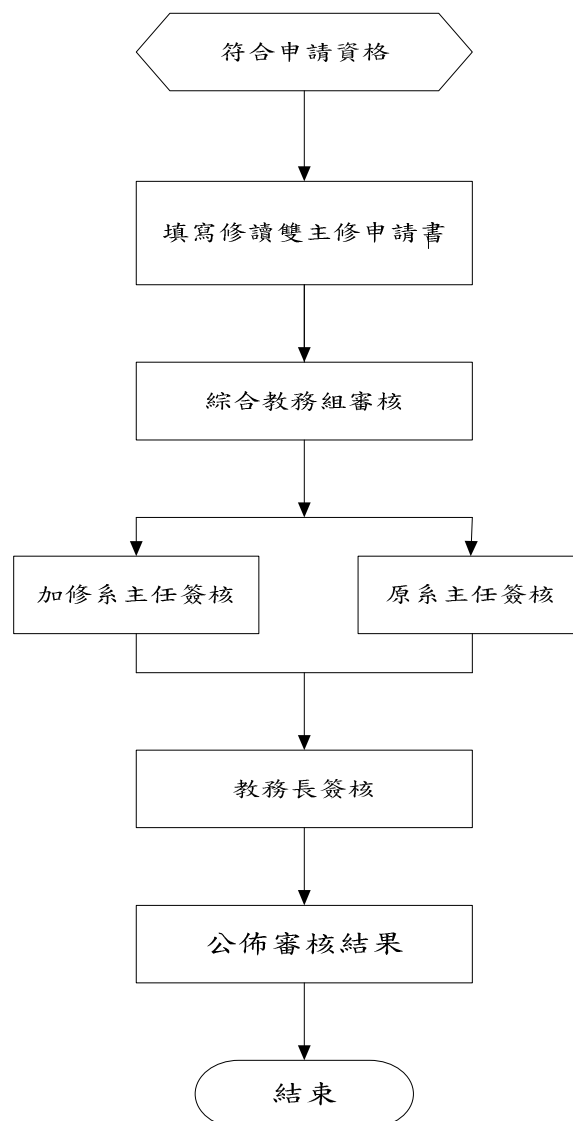 符合申請資格
填寫修讀雙主修申請書
綜合教務組審核
加修系主任簽核
原系主任簽核
教務長簽核
公佈審核結果
結束